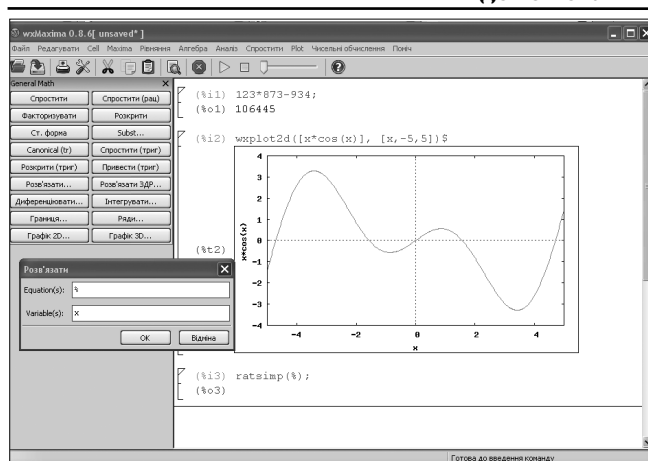 wxMaxima 0.8.6[ unsaved* ]
Файл Редагувати Cell Maxima Рівняння Алгебра Аналіз Спростити Plot Чисельні обчислення Поміч
General Math
Спростити Спростити (рац)
Факторизувати Розкрити
Ст. форма Subst...
Canonical (tr) Спростити (триг)
Розкрити (триг) Привести (триг)
Розв'язати... Розв'язати ЗДР...
Диференціювати... Інтегрувати...
Границя... Ряди...
Графік 2D... Графік 3D...
Розв'язати
Equation(s): %
Variable(s): x
OK Відміна
(%i1) 123*873-934;
(%o1) 106445
(%i2) wxplot2d([x*cos(x)], [x,-5,5])$
(%t2)
x*cos(x)
4
3
2
1
0
-1
-2
-3
-4
-4 -2 0 2 4
x
(%i3) ratsimp(%);
(%o3)
Готова до введення команду